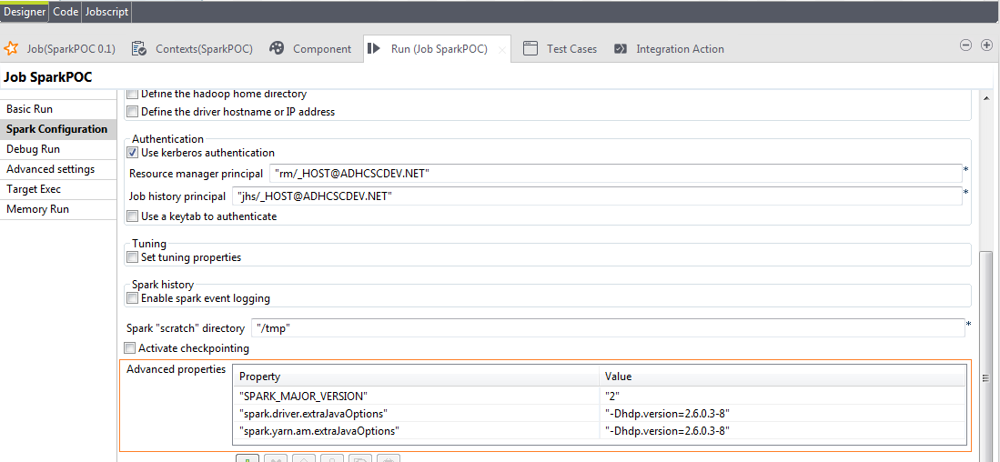 Designer Code Jobscript
Job(SparkPOC 0.1) Contexts(SparkPOC) Component Run (Job SparkPOC) Test Cases Integration Action
Job SparkPOC
Basic Run
Spark Configuration
Debug Run
Advanced settings
Target Exec
Memory Run
Define the hadoop home directory
Define the driver hostname or IP address
Authentication
Use kerberos authentication
Resource manager principal "rm/_HOST@ADHCSCDEV.NET" *
Job history principal "jhs/_HOST@ADHCSCDEV.NET" *
Use a keytab to authenticate
Tuning
Set tuning properties
Spark history
Enable spark event logging
Spark "scratch" directory "/tmp" *
Activate checkpointing
Advanced properties
Property Value
"SPARK_MAJOR_VERSION" "2"
"spark.driver.extraJavaOptions" "-Dhdp.version=2.6.0.3-8"
"spark.yarn.am.extraJavaOptions" "-Dhdp.version=2.6.0.3-8"